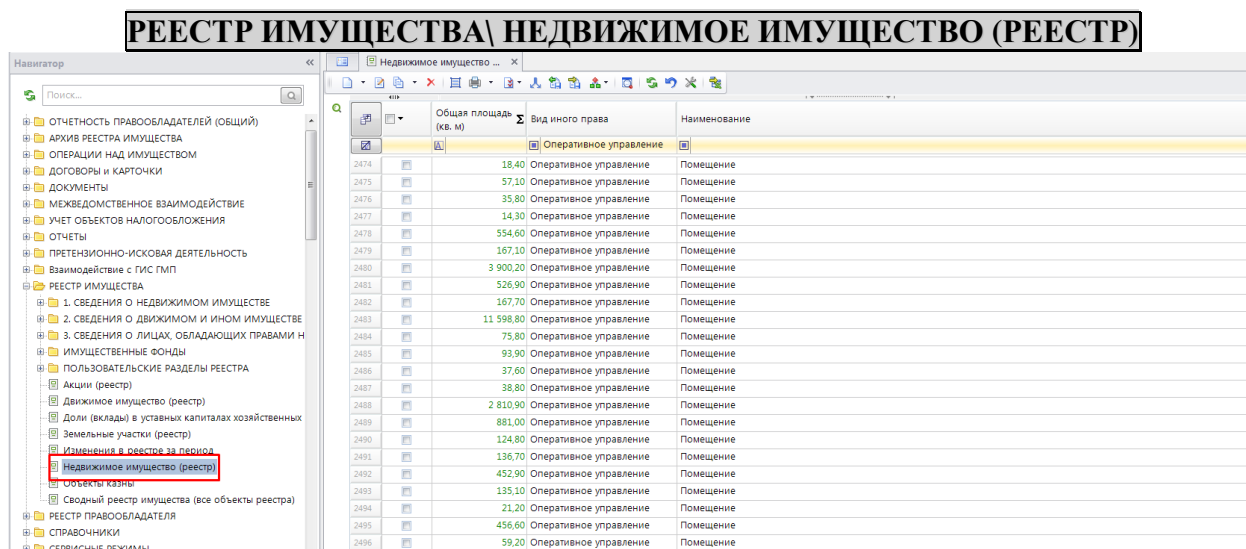 РЕЕСТР ИМУЩЕСТВА\ НЕДВИЖИМОЕ ИМУЩЕСТВО (РЕЕСТР)
Навигатор
Поиск...
ОТЧЕТНОСТЬ ПРАВООБЛАДАТЕЛЕЙ (ОБЩИЙ)
АРХИВ РЕЕСТРА ИМУЩЕСТВА
ОПЕРАЦИИ НАД ИМУЩЕСТВОМ
ДОГОВОРЫ и КАРТОЧКИ
ДОКУМЕНТЫ
МЕЖВЕДОМСТВЕННОЕ ВЗАИМОДЕЙСТВИЕ
УЧЕТ ОБЪЕКТОВ НАЛОГООБЛОЖЕНИЯ
ОТЧЕТЫ
ПРЕТЕНЗИОННО-ИСКОВАЯ ДЕЯТЕЛЬНОСТЬ
Взаимодействие с ГИС ГМП
РЕЕСТР ИМУЩЕСТВА
1. СВЕДЕНИЯ О НЕДВИЖИМОМ ИМУЩЕСТВЕ
2. СВЕДЕНИЯ О ДВИЖИМОМ И ИНОМ ИМУЩЕСТВЕ
3. СВЕДЕНИЯ О ЛИЦАХ, ОБЛАДАЮЩИХ ПРАВАМИ Н
ИМУЩЕСТВЕННЫЕ ФОНДЫ
ПОЛЬЗОВАТЕЛЬСКИЕ РАЗДЕЛЫ РЕЕСТРА
Акции (реестр)
Движимое имущество (реестр)
Доли (вклады) в уставных капиталах хозяйственных
Земельные участки (реестр)
Изменения в реестре за период
Недвижимое имущество (реестр)
Объекты казны
Сводный реестр имущества (все объекты реестра)
РЕЕСТР ПРАВООБЛАДАТЕЛЯ
СПРАВОЧНИКИ
СЕРВИСНЫЕ РЕЖИМЫ
Недвижимое имущество ...
Общая площадь (кв. м) Σ Вид иного права Наименование
Оперативное управление
2474 18,40 Оперативное управление Помещение
2475 57,10 Оперативное управление Помещение
2476 35,80 Оперативное управление Помещение
2477 14,30 Оперативное управление Помещение
2478 554,60 Оперативное управление Помещение
2479 167,10 Оперативное управление Помещение
2480 3 900,20 Оперативное управление Помещение
2481 526,90 Оперативное управление Помещение
2482 167,70 Оперативное управление Помещение
2483 11 598,80 Оперативное управление Помещение
2484 75,80 Оперативное управление Помещение
2485 93,90 Оперативное управление Помещение
2486 37,60 Оперативное управление Помещение
2487 38,80 Оперативное управление Помещение
2488 2 810,90 Оперативное управление Помещение
2489 881,00 Оперативное управление Помещение
2490 124,80 Оперативное управление Помещение
2491 136,70 Оперативное управление Помещение
2492 452,90 Оперативное управление Помещение
2493 135,10 Оперативное управление Помещение
2494 21,20 Оперативное управление Помещение
2495 456,60 Оперативное управление Помещение
2496 59,20 Оперативное управление Помещение